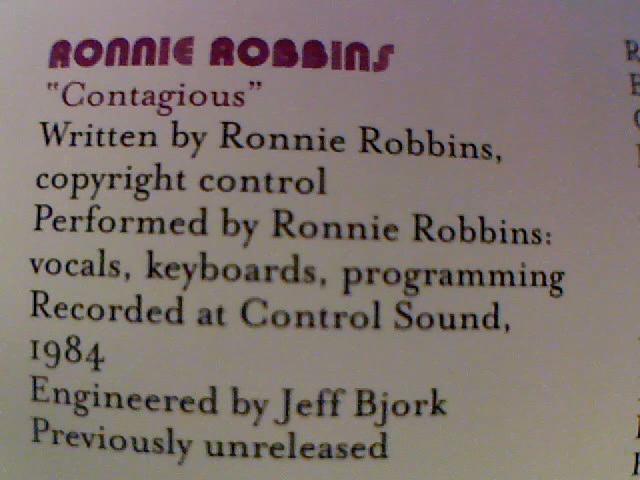 RONNIE ROBBINS
"Contagious"
Written by Ronnie Robbins,
copyright control
Performed by Ronnie Robbins:
vocals, keyboards, programming
Recorded at Control Sound,
1984
Engineered by Jeff Bjork
Previously unreleased